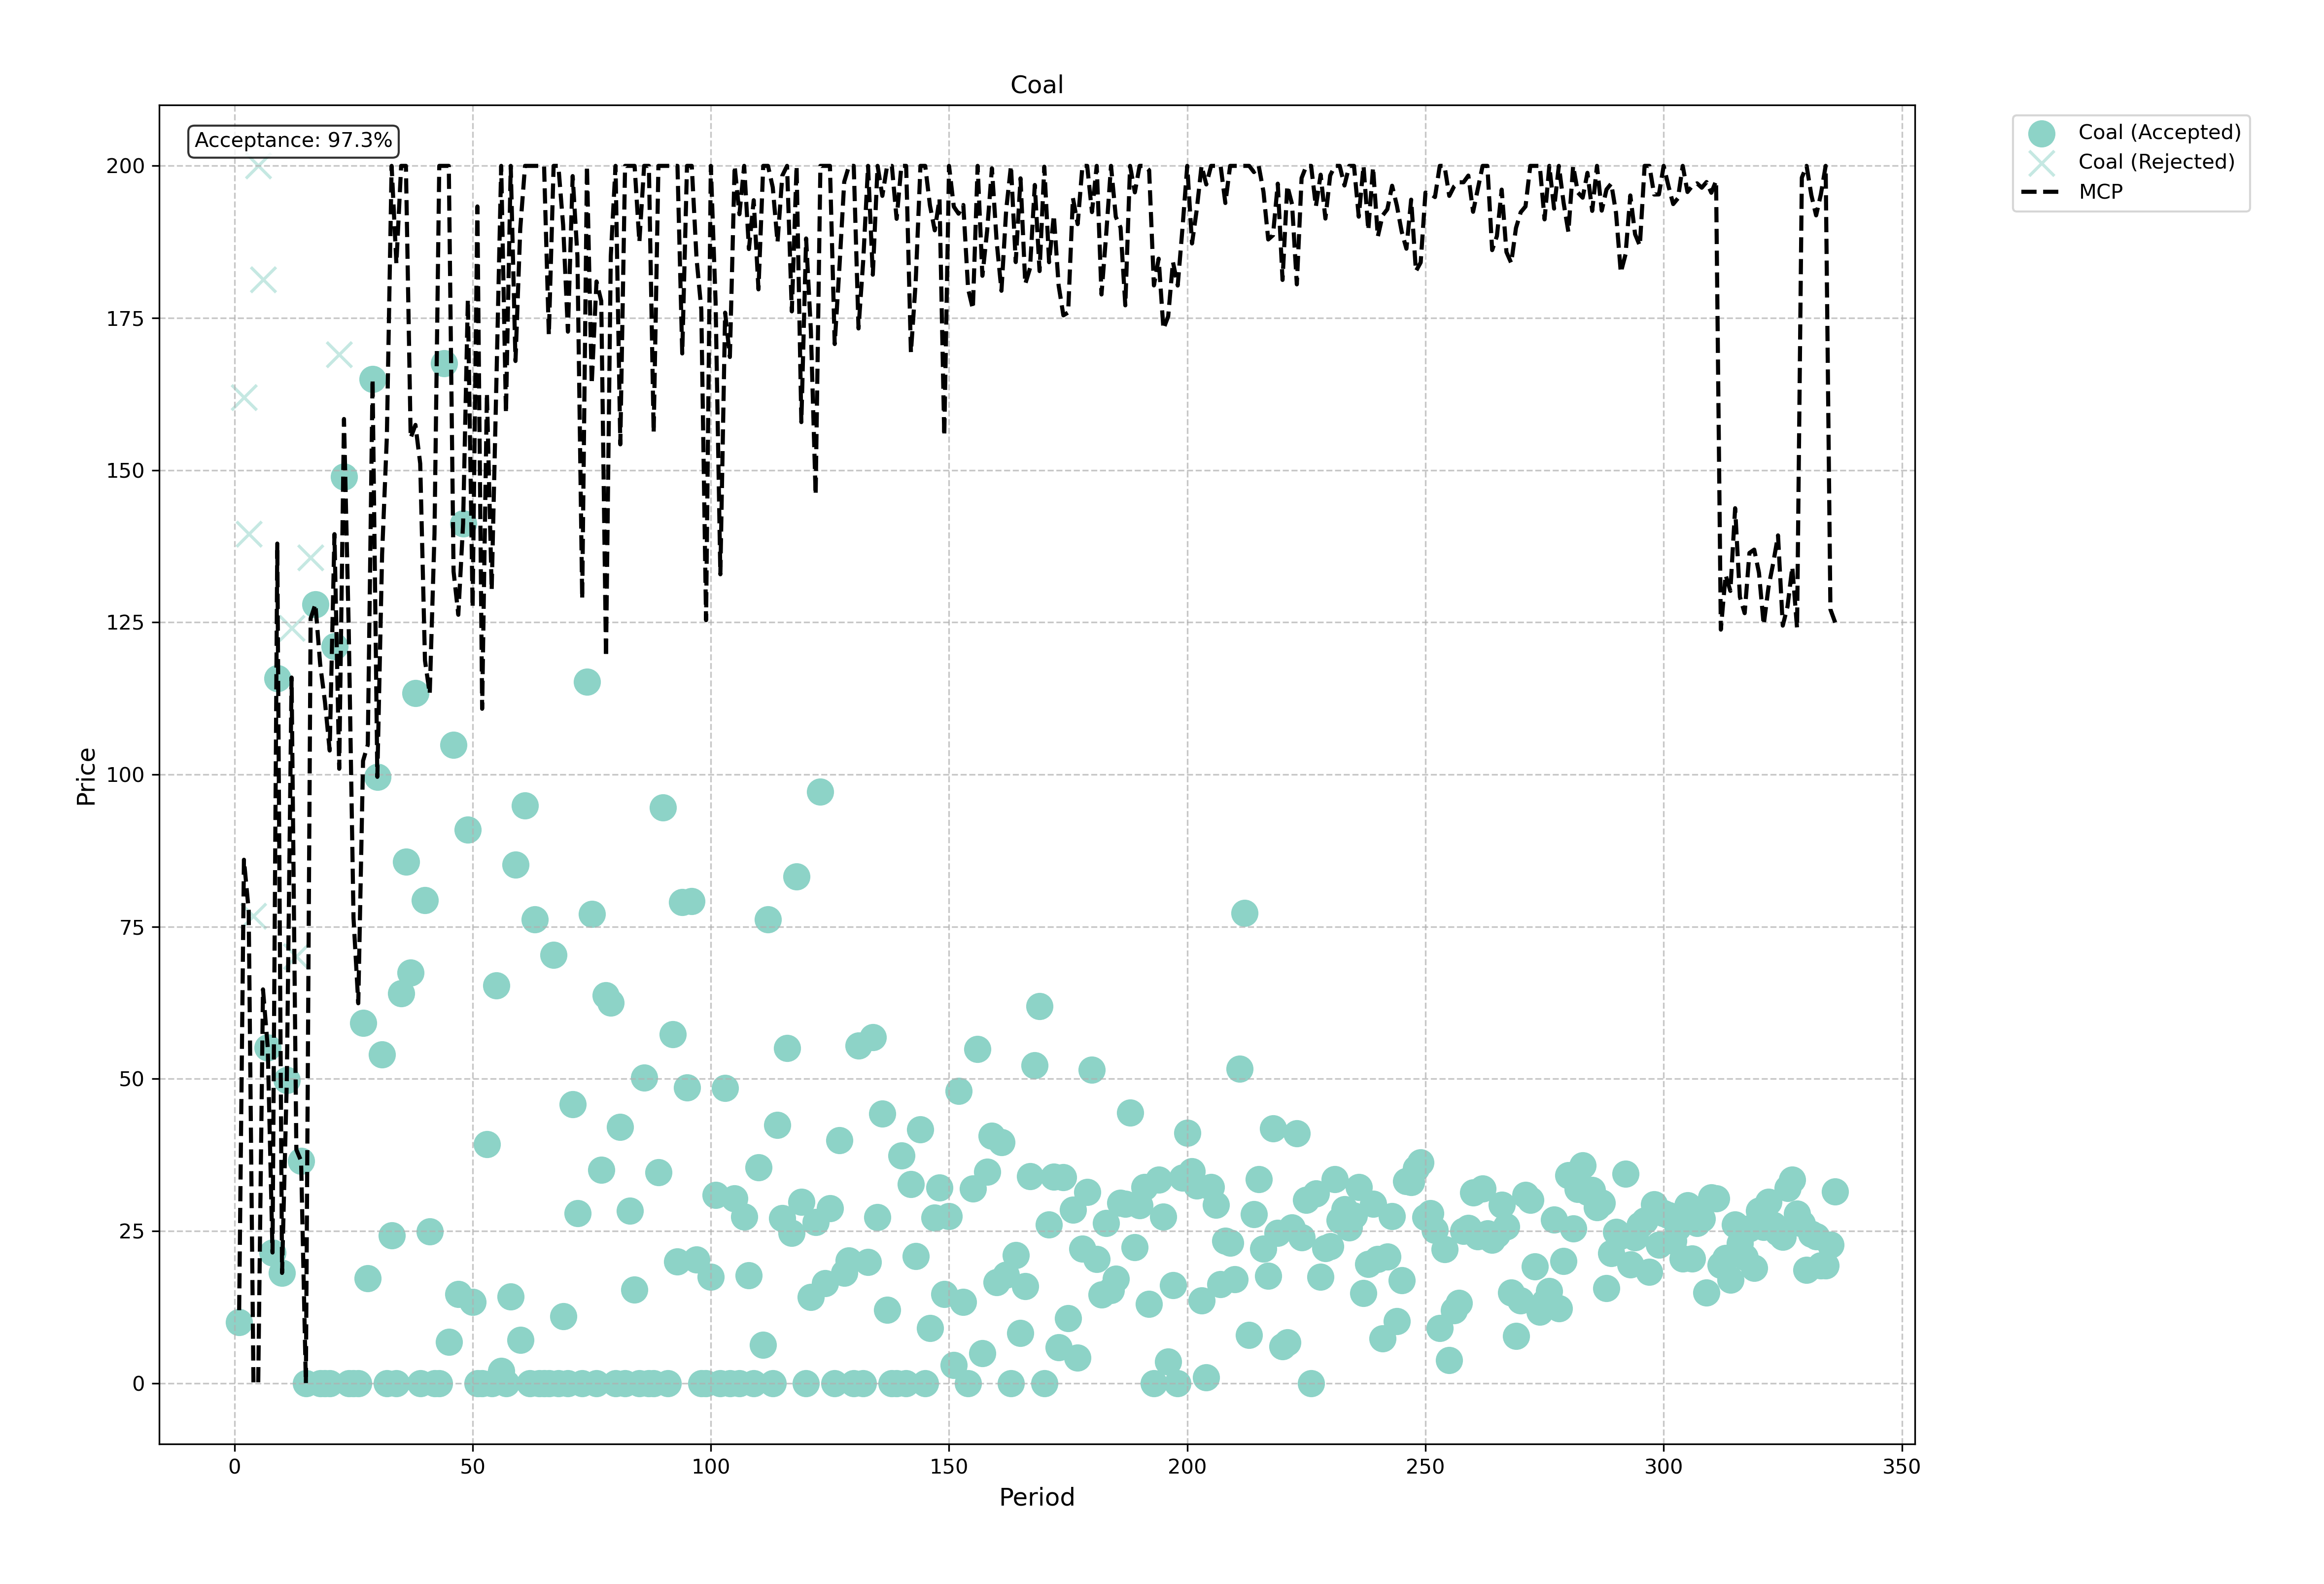 Coal
Acceptance: 97.3%
Coal (Accepted)
Coal (Rejected)
MCP
200
175
150
125
100
75
50
25
0
Price
0 50 100 150 200 250 300 350
Period